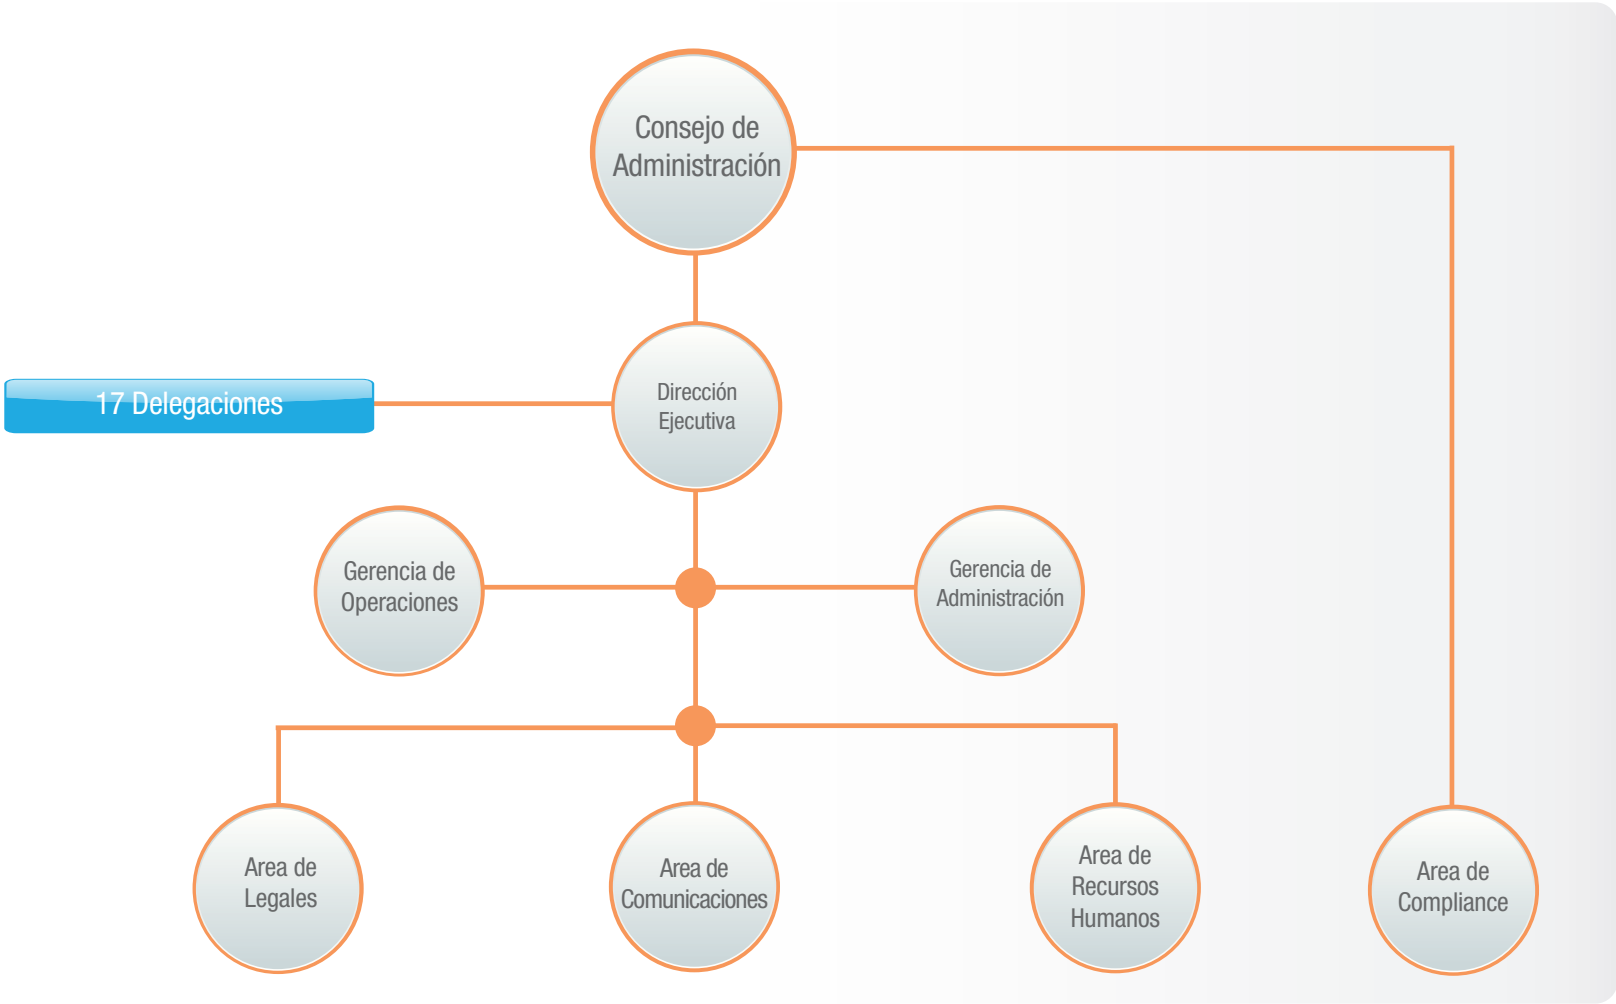 Consejo de
Administración
17 Delegaciones
Dirección
Ejecutiva
Gerencia de
Operaciones
Gerencia de
Administración
Area de
Legales
Area de
Comunicaciones
Area de
Recursos
Humanos
Area de
Compliance